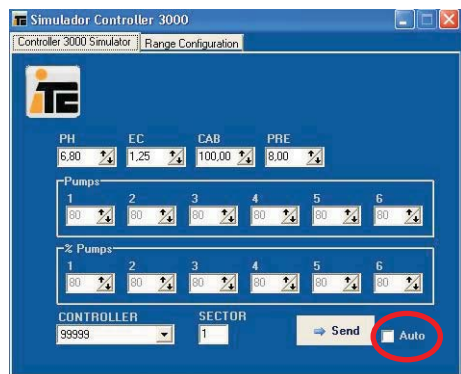 Simulador Controller 3000
Controller 3000 Simulator Range Configuration
iTC
PH EC CAB PRE
6,80 1,25 100,00 8,00
Pumps
1 2 3 4 5 6
80 80 80 80 80 80
% Pumps
1 2 3 4 5 6
80 80 80 80 80 80
CONTROLLER SECTOR
99999 1 Send Auto